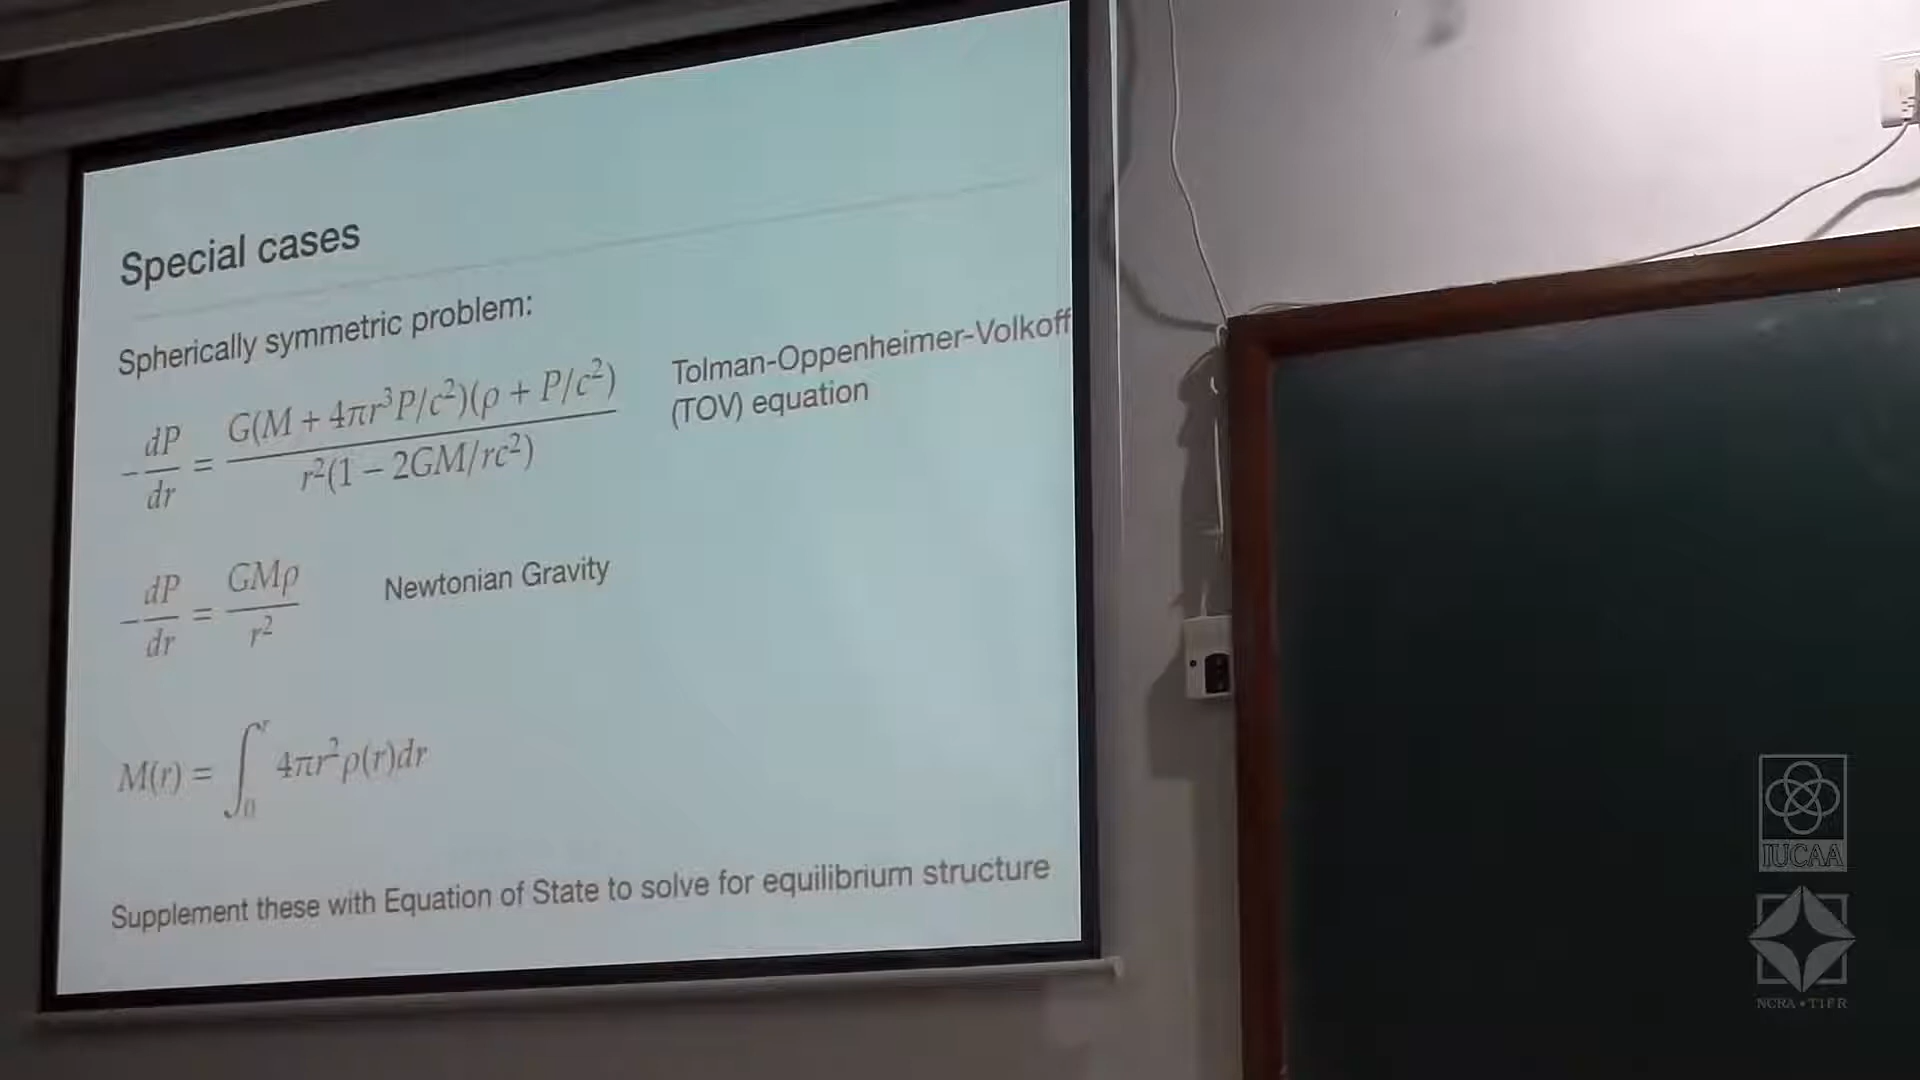 Special cases
Spherically symmetric problem:
-dP/dr = G(M + 4πr³P/c²)(ρ + P/c²) / r²(1 – 2GM/rc²)
Tolman-Oppenheimer-Volkoff
(TOV) equation
-dP/dr = GMρ / r²
Newtonian Gravity
M(r) = ∫₀ʳ 4πr²ρ(r)dr
Supplement these with Equation of State to solve for equilibrium structure
IUCAA
NCRA • TIFR